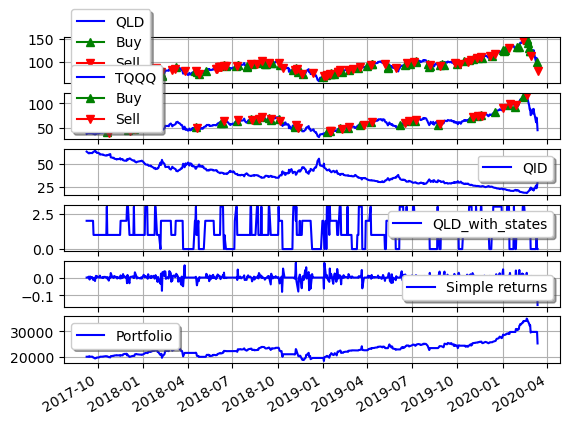 QLD
Buy
Sell
150
100
TQQQ
Buy
Sell
100
50
QID
50
25
QLD_with_states
2.5
0.0
Simple returns
0.0
−0.1
Portfolio
30000
20000
2017-10 2018-01 2018-04 2018-07 2018-10 2019-01 2019-04 2019-07 2019-10 2020-01 2020-04